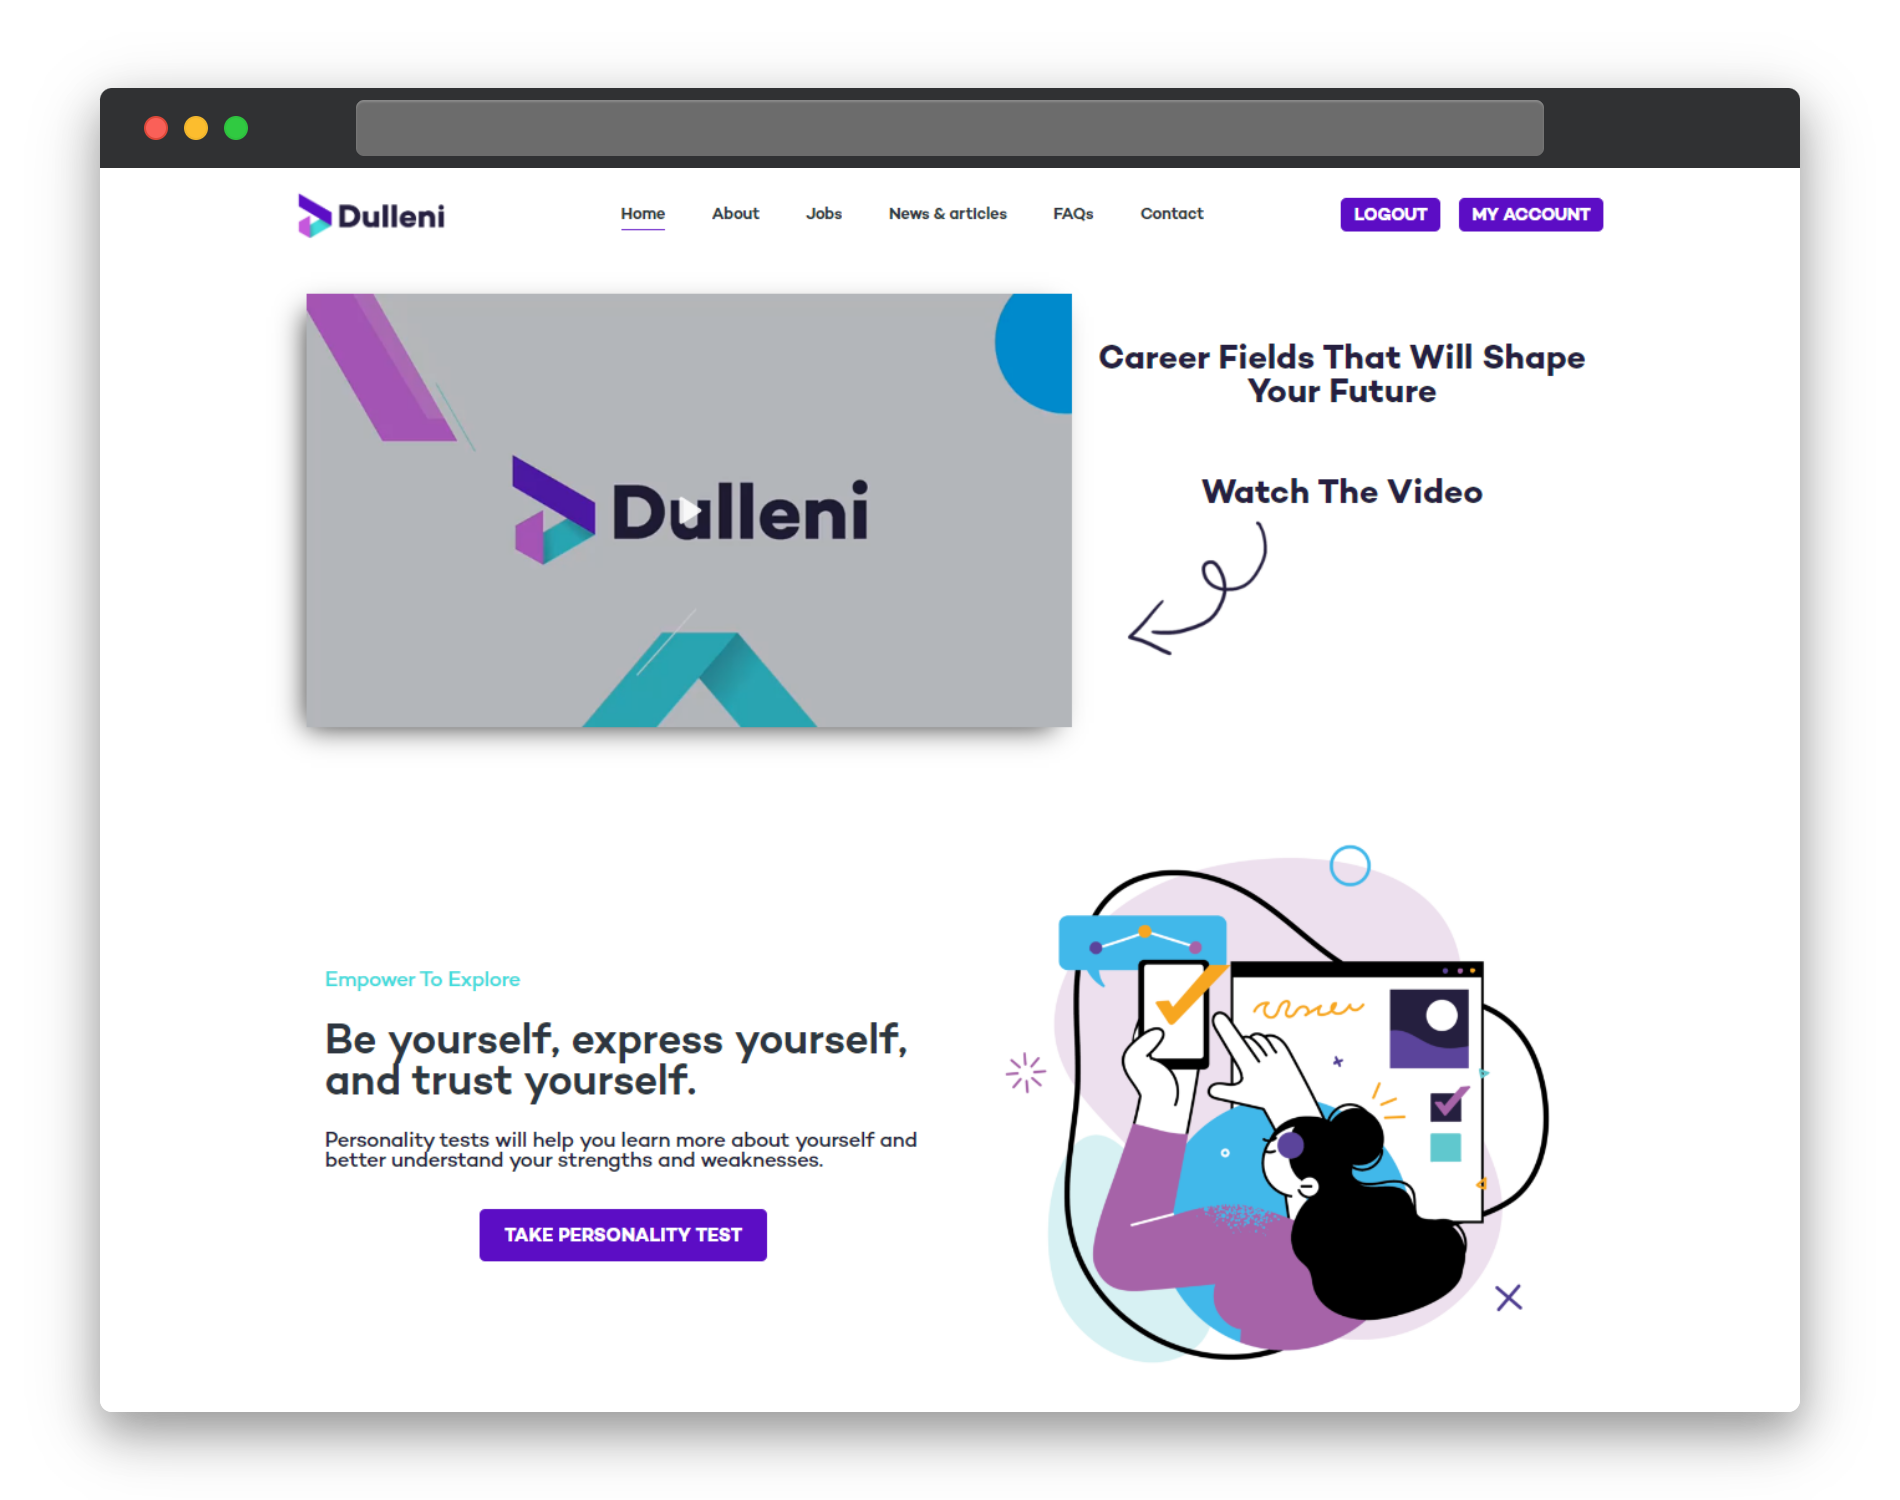 Dulleni
Home About Jobs News & articles FAQs Contact
LOGOUT MY ACCOUNT
Dulleni
Career Fields That Will Shape
Your Future
Watch The Video
Empower To Explore
Be yourself, express yourself,
and trust yourself.
Personality tests will help you learn more about yourself and
better understand your strengths and weaknesses.
TAKE PERSONALITY TEST